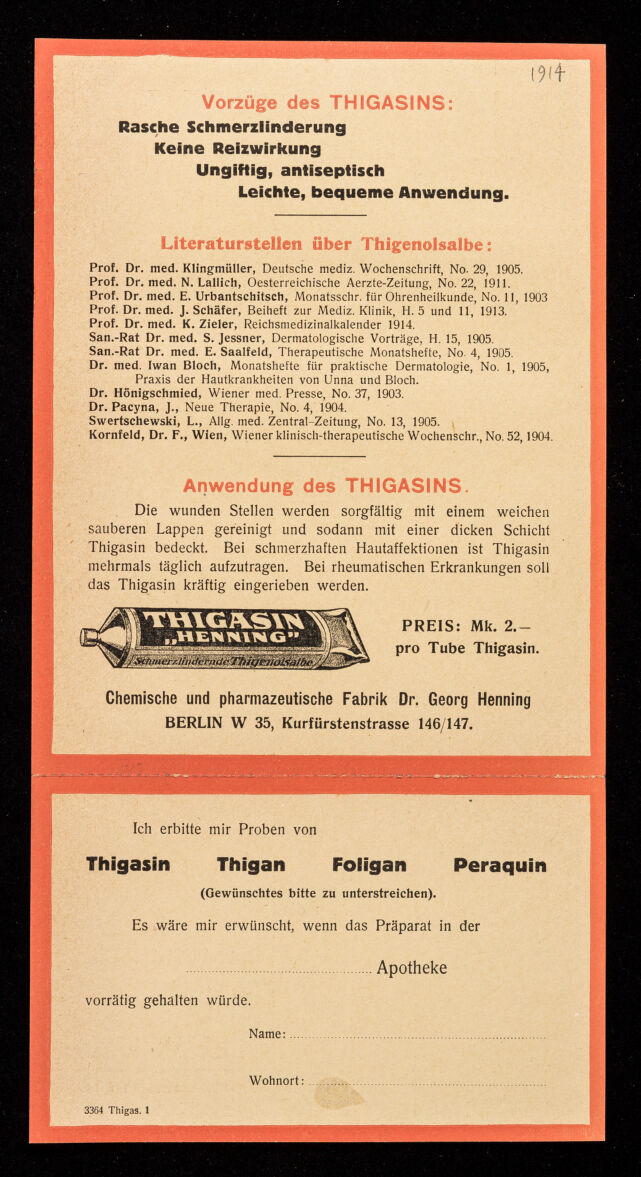 1914
Vorzüge des THIGASINS:
Rasche Schmerzlinderung
Keine Reizwirkung
Ungiftig, antiseptisch
Leichte, bequeme Anwendung.
Literaturstellen über Thigenolsalbe:
Prof. Dr. med. Klingmüller, Deutsche mediz. Wochenschrift, No. 29, 1905.
Prof. Dr. med. N. Lallich, Oesterreichische Aerzte-Zeitung, No. 22, 1911.
Prof. Dr. med. E. Urbantschitsch, Monatsschr. für Ohrenheilkunde, No. 11, 1903
Prof. Dr. med. J. Schäfer, Beiheft zur Mediz. Klinik, H. 5 und 11, 1913.
Prof. Dr. med. K. Zieler, Reichsmedizinalkalender 1914.
San.-Rat Dr. med. S. Jessner, Dermatologische Vorträge, H. 15, 1905.
San.-Rat Dr. med. E. Saalfeld, Therapeutische Monatshefte, No. 4, 1905.
Dr. med. Iwan Bloch, Monatshefte für praktische Dermatologie, No. 1, 1905,
Praxis der Hautkrankheiten von Unna und Bloch.
Dr. Hönigschmied, Wiener med. Presse, No. 37, 1903.
Dr. Pacyna, J., Neue Therapie, No. 4, 1904.
Swertschewski, L., Allg. med. Zentral-Zeitung, No. 13, 1905.
Kornfeld, Dr. F., Wien, Wiener klinisch-therapeutische Wochenschr., No. 52, 1904.
Anwendung des THIGASINS.
Die wunden Stellen werden sorgfältig mit einem weichen
sauberen Lappen gereinigt und sodann mit einer dicken Schicht
Thigasin bedeckt. Bei schmerzhaften Hautaffektionen ist Thigasin
mehrmals täglich aufzutragen. Bei rheumatischen Erkrankungen soll
das Thigasin kräftig eingerieben werden.
THIGASIN
„HENNING"
Schmerzlindernde Thigenolsalbe
PREIS: Mk. 2.—
pro Tube Thigasin.
Chemische und pharmazeutische Fabrik Dr. Georg Henning
BERLIN W 35, Kurfürstenstrasse 146/147.
Ich erbitte mir Proben von
Thigasin Thigan Foligan Peraquin
(Gewünschtes bitte zu unterstreichen).
Es wäre mir erwünscht, wenn das Präparat in der
Apotheke
vorrätig gehalten würde.
Name:
Wohnort:
3364 Thigas. 1